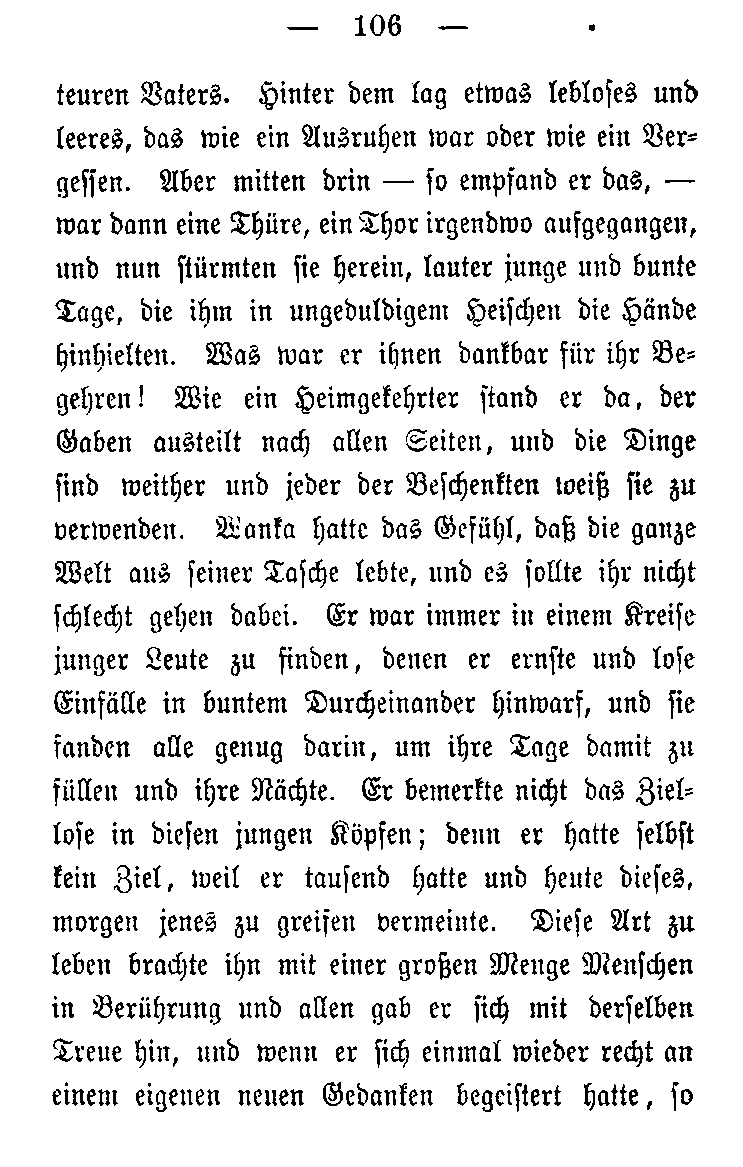 — 106 —
teuren Vaters. Hinter dem lag etwas lebloses und
leeres, das wie ein Ausruhen war oder wie ein Ver-
gessen. Aber mitten drin — so empfand er das, —
war dann eine Thüre, ein Thor irgendwo aufgegangen,
und nun stürmten sie herein, lauter junge und bunte
Tage, die ihm in ungeduldigem Heischen die Hände
hinhielten. Was war er ihnen dankbar für ihr Be-
gehren! Wie ein Heimgekehrter stand er da, der
Gaben austeilt nach allen Seiten, und die Dinge
sind weither und jeder der Beschenkten weiß sie zu
verwenden. Wanka hatte das Gefühl, daß die ganze
Welt aus seiner Tasche lebte, und es sollte ihr nicht
schlecht gehen dabei. Er war immer in einem Kreise
junger Leute zu finden, denen er ernste und lose
Einfälle in buntem Durcheinander hinwarf, und sie
fanden alle genug darin, um ihre Tage damit zu
füllen und ihre Nächte. Er bemerkte nicht das Ziel-
lose in diesen jungen Köpfen; denn er hatte selbst
kein Ziel, weil er tausend hatte und heute dieses,
morgen jenes zu greifen vermeinte. Diese Art zu
leben brachte ihn mit einer großen Menge Menschen
in Berührung und allen gab er sich mit derselben
Treue hin, und wenn er sich einmal wieder recht an
einem eigenen neuen Gedanken begeistert hatte, so